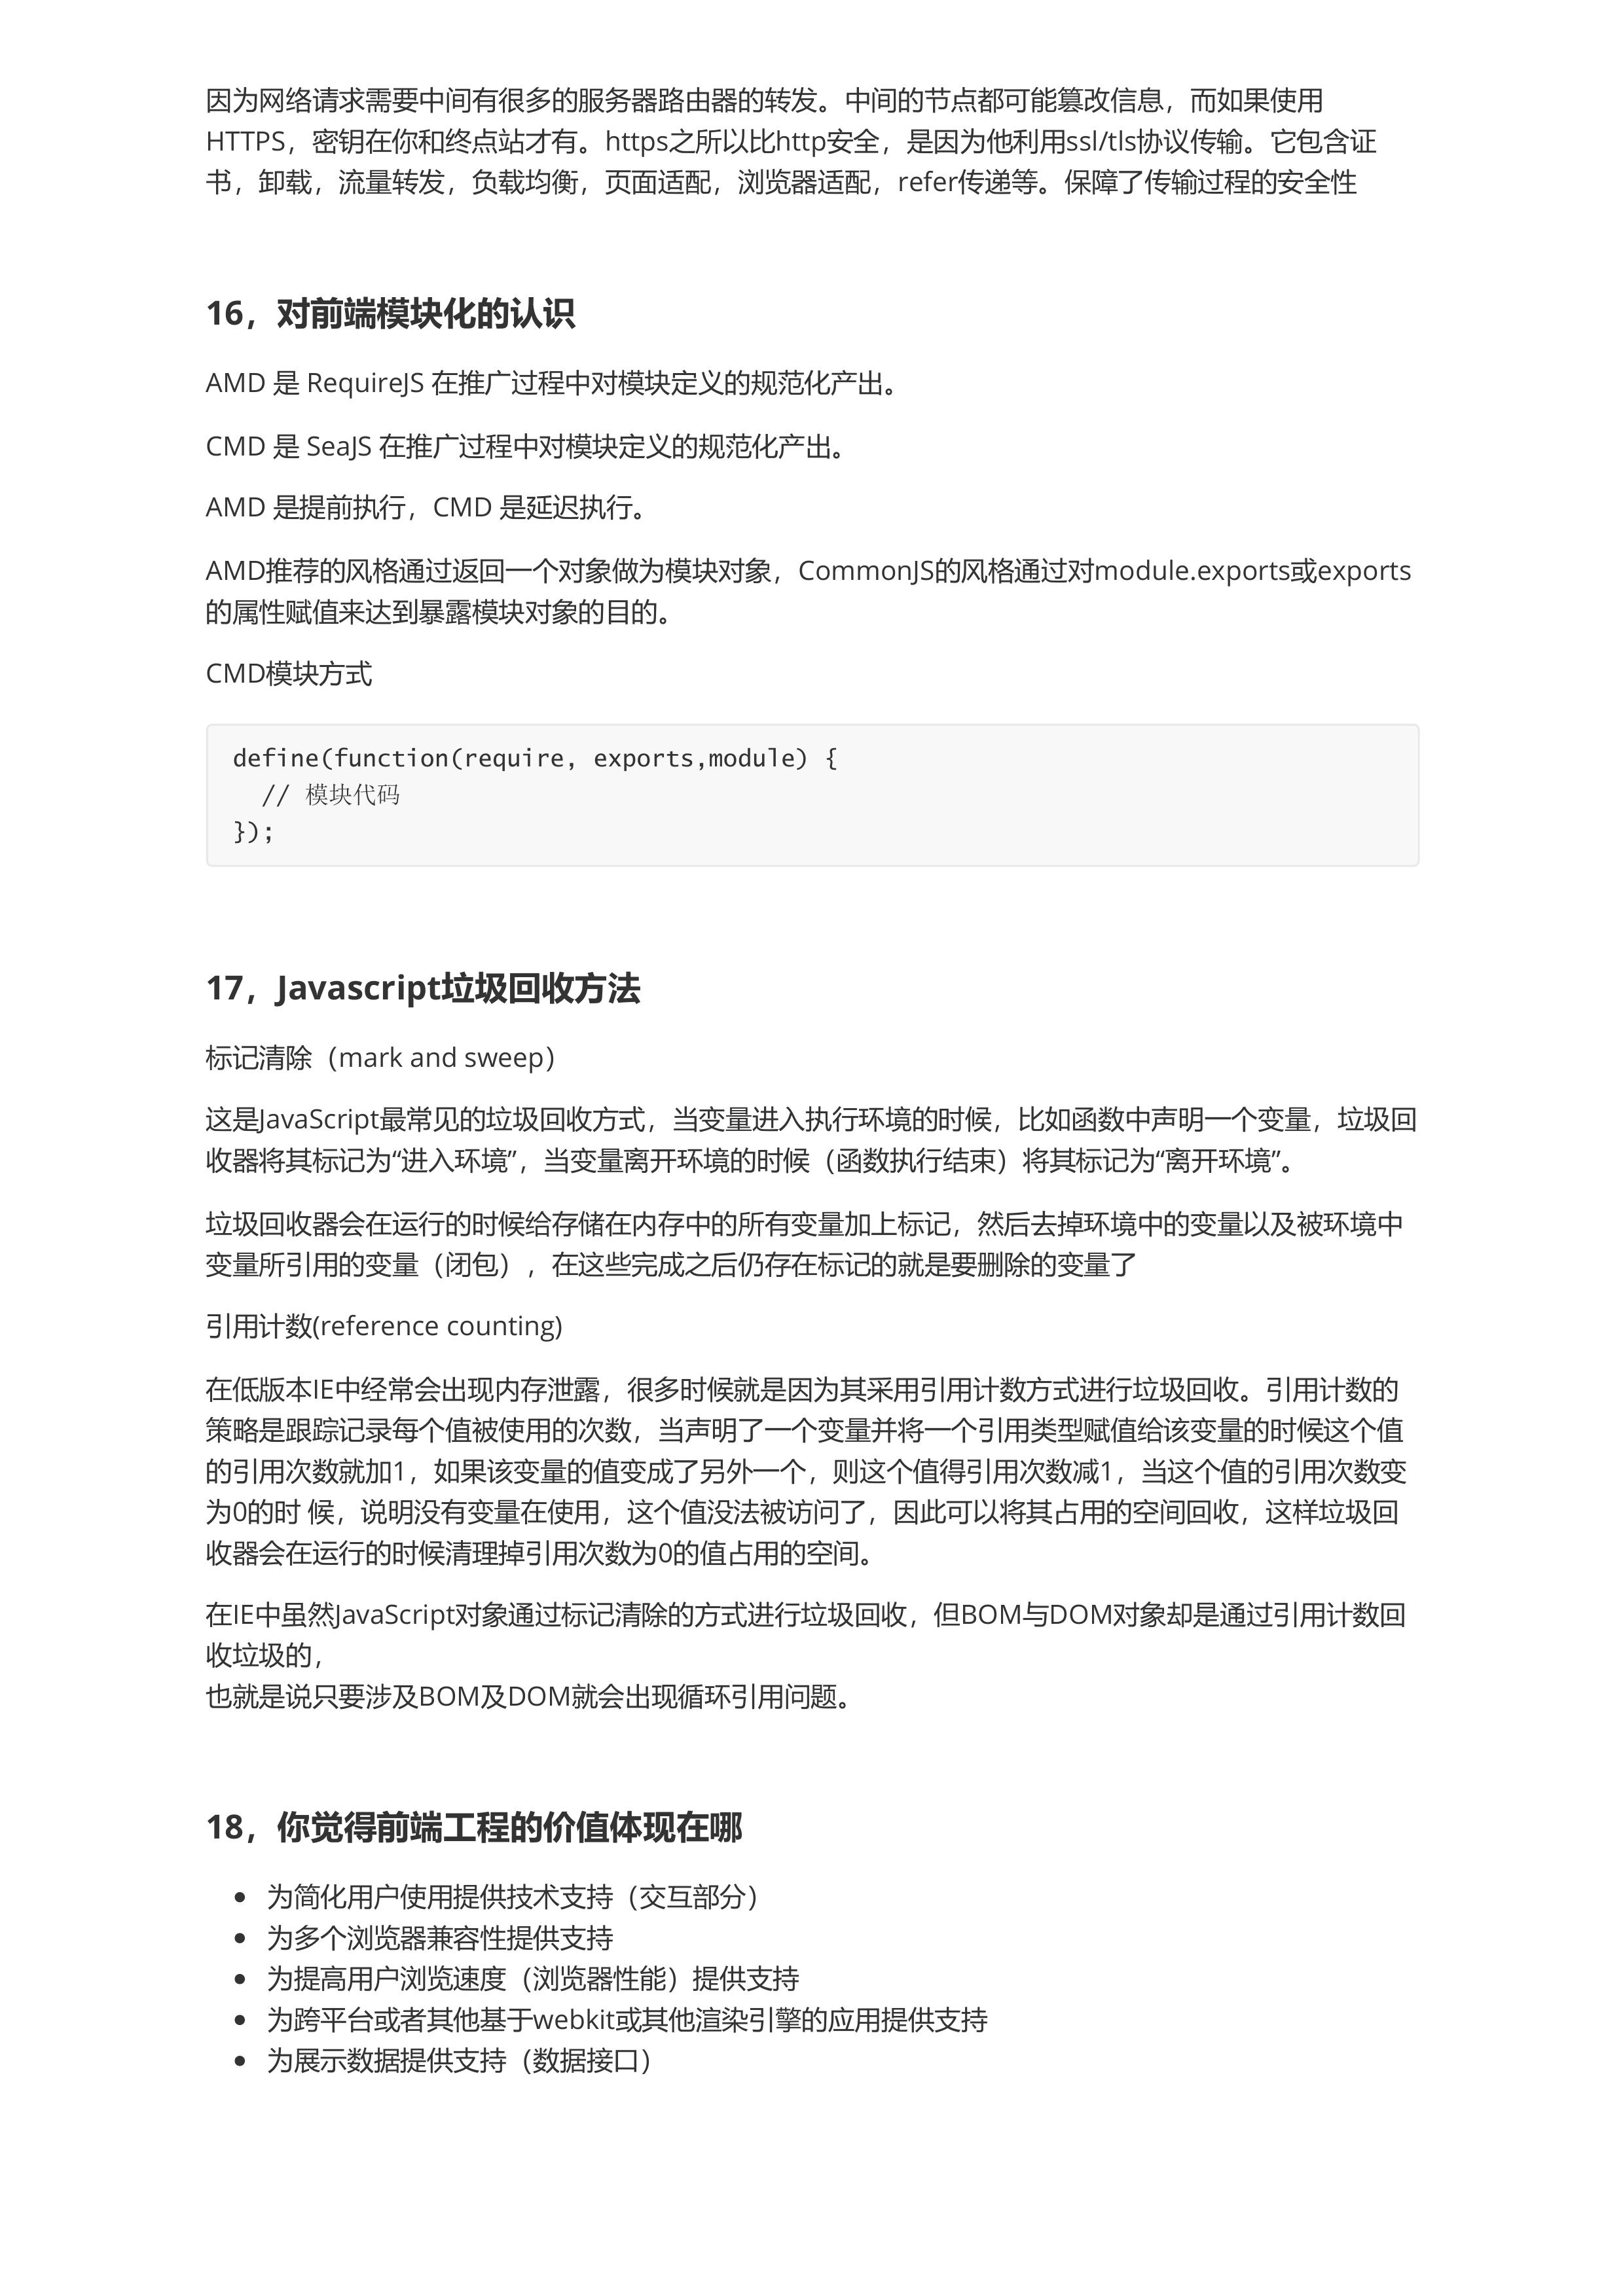 因为网络请求需要中间有很多的服务器路由器的转发。中间的节点都可能篡改信息，而如果使用
HTTPS，密钥在你和终点站才有。https之所以比http安全，是因为他利用ssl/tls协议传输。它包含证
书，卸载，流量转发，负载均衡，页面适配，浏览器适配，refer传递等。保障了传输过程的安全性
16，对前端模块化的认识
AMD 是 RequireJS 在推广过程中对模块定义的规范化产出。
CMD 是 SeaJS 在推广过程中对模块定义的规范化产出。
AMD 是提前执行，CMD 是延迟执行。
AMD推荐的风格通过返回一个对象做为模块对象，CommonJS的风格通过对module.exports或exports
的属性赋值来达到暴露模块对象的目的。
CMD模块方式
define(function(require, exports,module) {
  // 模块代码
});
17，Javascript垃圾回收方法
标记清除（mark and sweep）
这是JavaScript最常见的垃圾回收方式，当变量进入执行环境的时候，比如函数中声明一个变量，垃圾回
收器将其标记为“进入环境”，当变量离开环境的时候（函数执行结束）将其标记为“离开环境”。
垃圾回收器会在运行的时候给存储在内存中的所有变量加上标记，然后去掉环境中的变量以及被环境中
变量所引用的变量（闭包），在这些完成之后仍存在标记的就是要删除的变量了
引用计数(reference counting)
在低版本IE中经常会出现内存泄露，很多时候就是因为其采用引用计数方式进行垃圾回收。引用计数的
策略是跟踪记录每个值被使用的次数，当声明了一个变量并将一个引用类型赋值给该变量的时候这个值
的引用次数就加1，如果该变量的值变成了另外一个，则这个值得引用次数减1，当这个值的引用次数变
为0的时 候，说明没有变量在使用，这个值没法被访问了，因此可以将其占用的空间回收，这样垃圾回
收器会在运行的时候清理掉引用次数为0的值占用的空间。
在IE中虽然JavaScript对象通过标记清除的方式进行垃圾回收，但BOM与DOM对象却是通过引用计数回
收垃圾的，
也就是说只要涉及BOM及DOM就会出现循环引用问题。
18，你觉得前端工程的价值体现在哪
• 为简化用户使用提供技术支持（交互部分）
• 为多个浏览器兼容性提供支持
• 为提高用户浏览速度（浏览器性能）提供支持
• 为跨平台或者其他基于webkit或其他渲染引擎的应用提供支持
• 为展示数据提供支持（数据接口）